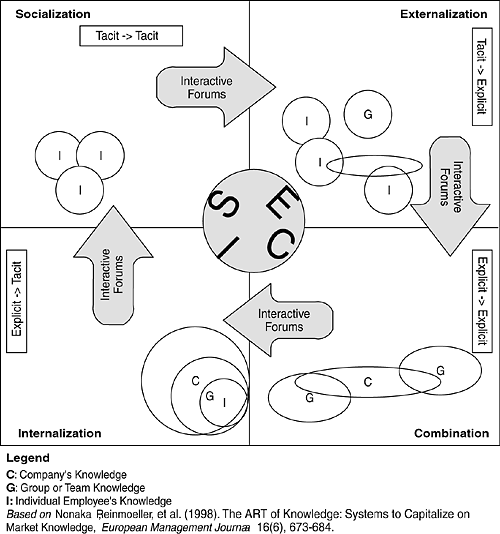 Socialization
Externalization
Tacit -> Tacit
Tacit -> Explicit
Interactive
Forums
I
G
I
I
I
I
I
I
Interactive
Forums
S
E
I
C
Explicit -> Tacit
Interactive
Forums
Interactive
Forums
Explicit -> Explicit
C
G
I
G
C
G
Internalization
Combination
Legend
C: Company's Knowledge
G: Group or Team Knowledge
I: Individual Employee's Knowledge
Based on Nonaka Reinmoeller, et al. (1998). The ART of Knowledge: Systems to Capitalize on
Market Knowledge, European Management Journal 16(6), 673-684.